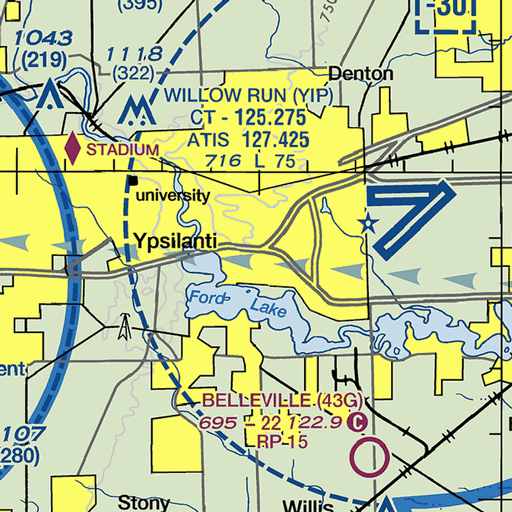 (395)
750
-30
1043
(219)
1118
(322)
Denton
WILLOW RUN (YIP)
CT - 125.275
ATIS 127.425
716 L 75
STADIUM
university
Ypsilanti
Ford Lake
BELLEVILLE (43G)
695 - 22 122.9 C
RP 15
107
(280)
Stony
Willis